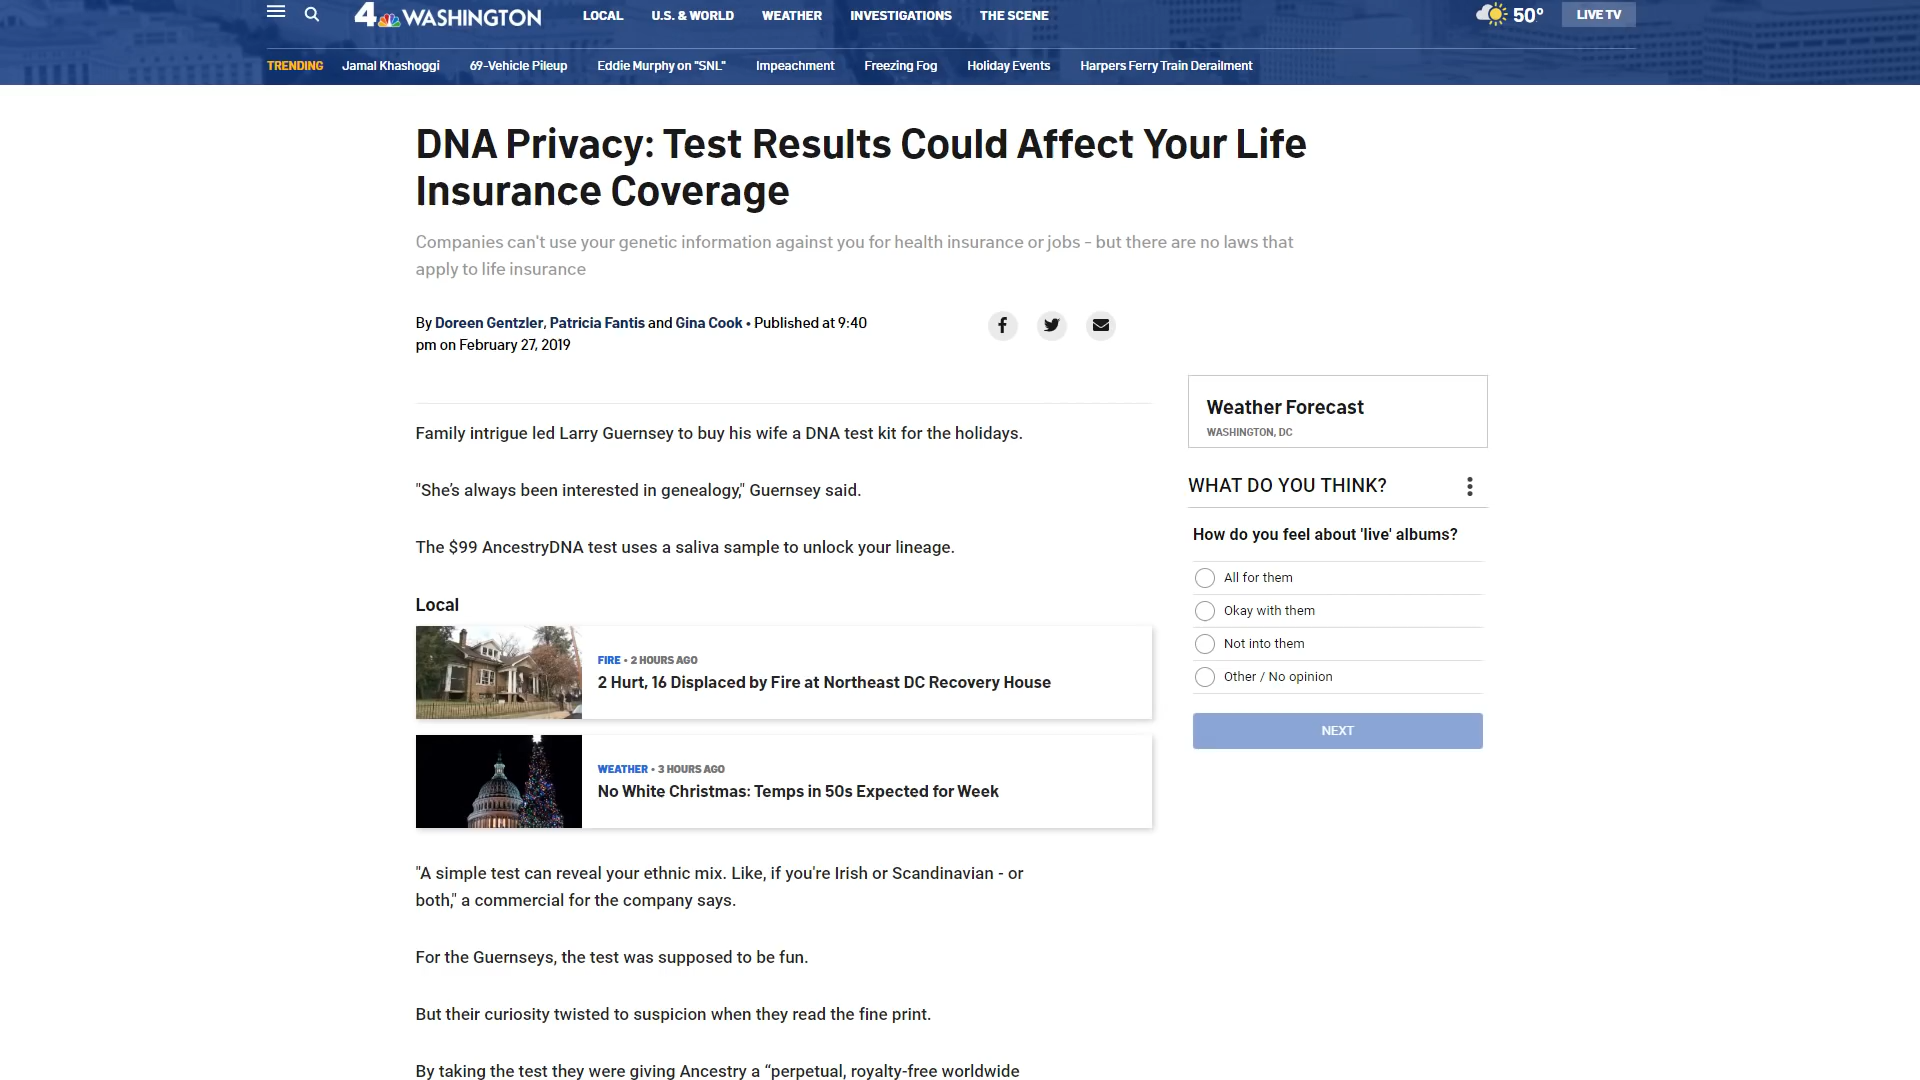 4 WASHINGTON
LOCAL
U.S. & WORLD
WEATHER
INVESTIGATIONS
THE SCENE
50°
LIVE TV
TRENDING
Jamal Khashoggi
69-Vehicle Pileup
Eddie Murphy on "SNL"
Impeachment
Freezing Fog
Holiday Events
Harpers Ferry Train Derailment
DNA Privacy: Test Results Could Affect Your Life
Insurance Coverage
Companies can't use your genetic information against you for health insurance or jobs - but there are no laws that
apply to life insurance
By Doreen Gentzler, Patricia Fantis and Gina Cook • Published at 9:40
pm on February 27, 2019
Family intrigue led Larry Guernsey to buy his wife a DNA test kit for the holidays.
"She’s always been interested in genealogy," Guernsey said.
The $99 AncestryDNA test uses a saliva sample to unlock your lineage.
Local
FIRE • 2 HOURS AGO
2 Hurt, 16 Displaced by Fire at Northeast DC Recovery House
WEATHER • 3 HOURS AGO
No White Christmas: Temps in 50s Expected for Week
"A simple test can reveal your ethnic mix. Like, if you're Irish or Scandinavian - or
both," a commercial for the company says.
For the Guernseys, the test was supposed to be fun.
But their curiosity twisted to suspicion when they read the fine print.
By taking the test they were giving Ancestry a “perpetual, royalty-free worldwide
Weather Forecast
WASHINGTON, DC
WHAT DO YOU THINK?
How do you feel about 'live' albums?
All for them
Okay with them
Not into them
Other / No opinion
NEXT